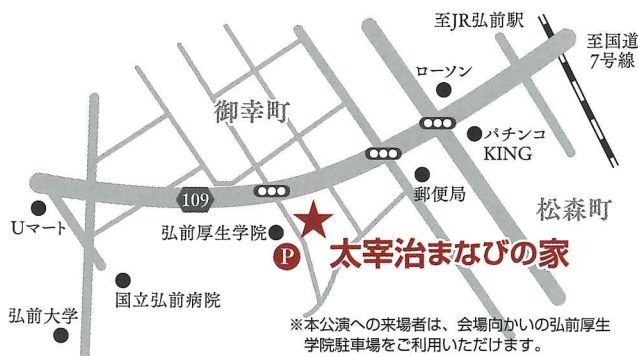 至JR弘前駅
至国道
7号線
ローソン
御幸町
パチンコ
KING
109
郵便局
松森町
Uマート
弘前厚生学院
P
太宰治まなびの家
国立弘前病院
弘前大学
※本公演への来場者は、会場向かいの弘前厚生
学院駐車場をご利用いただけます。